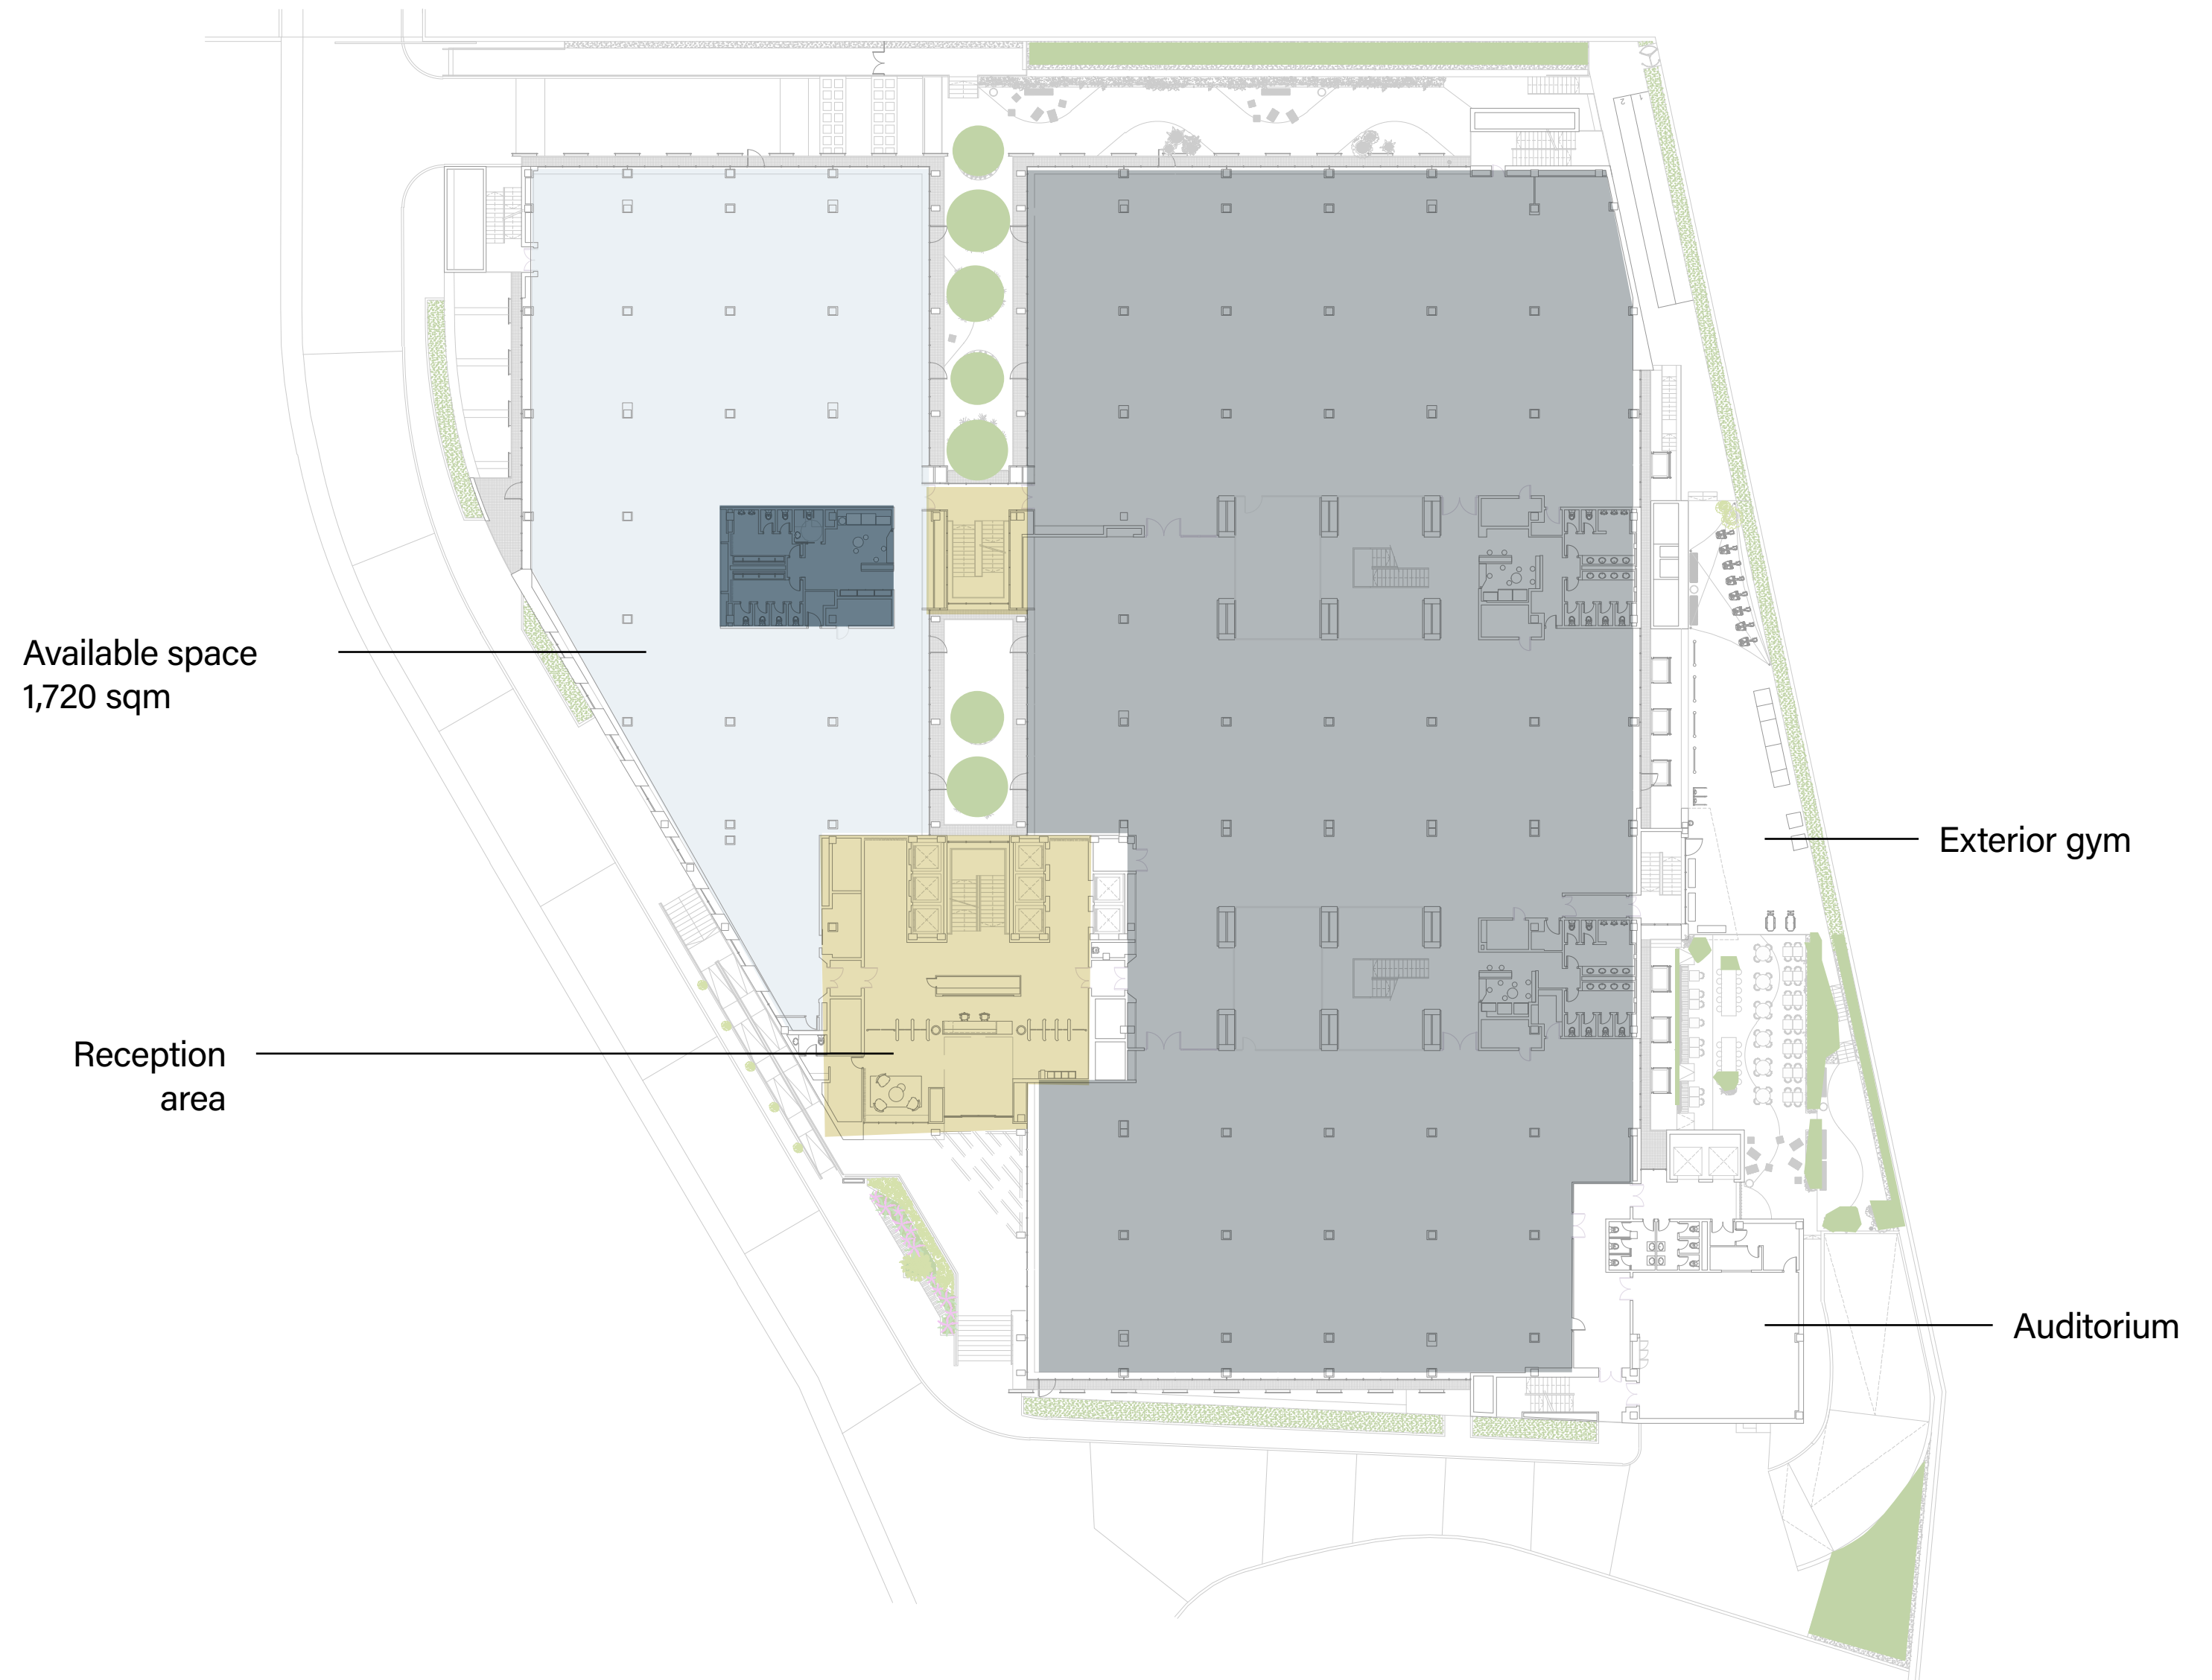 Available space
1,720 sqm
Exterior gym
Reception
area
Auditorium